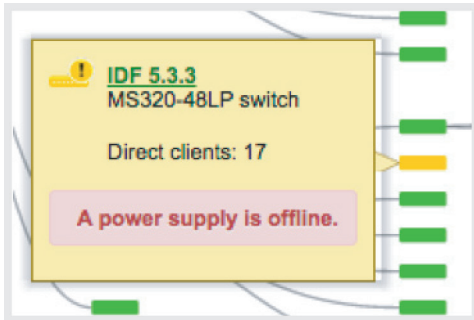 IDF 5.3.3
MS320-48LP switch
Direct clients: 17
A power supply is offline.